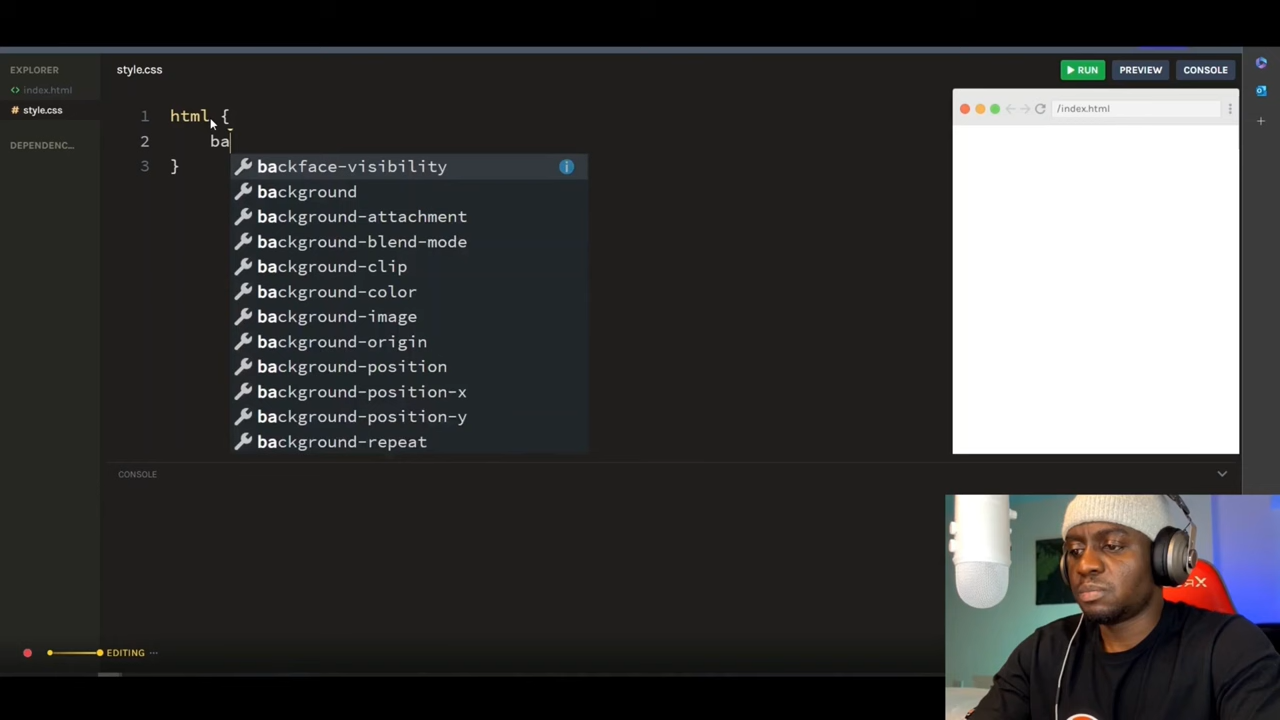 EXPLORER
<> index.html
# style.css
DEPENDENC...
style.css
RUN
PREVIEW
CONSOLE
1 html {
2 ba
3 }
backface-visibility
background
background-attachment
background-blend-mode
background-clip
background-color
background-image
background-origin
background-position
background-position-x
background-position-y
background-repeat
/index.html
CONSOLE
EDITING ...